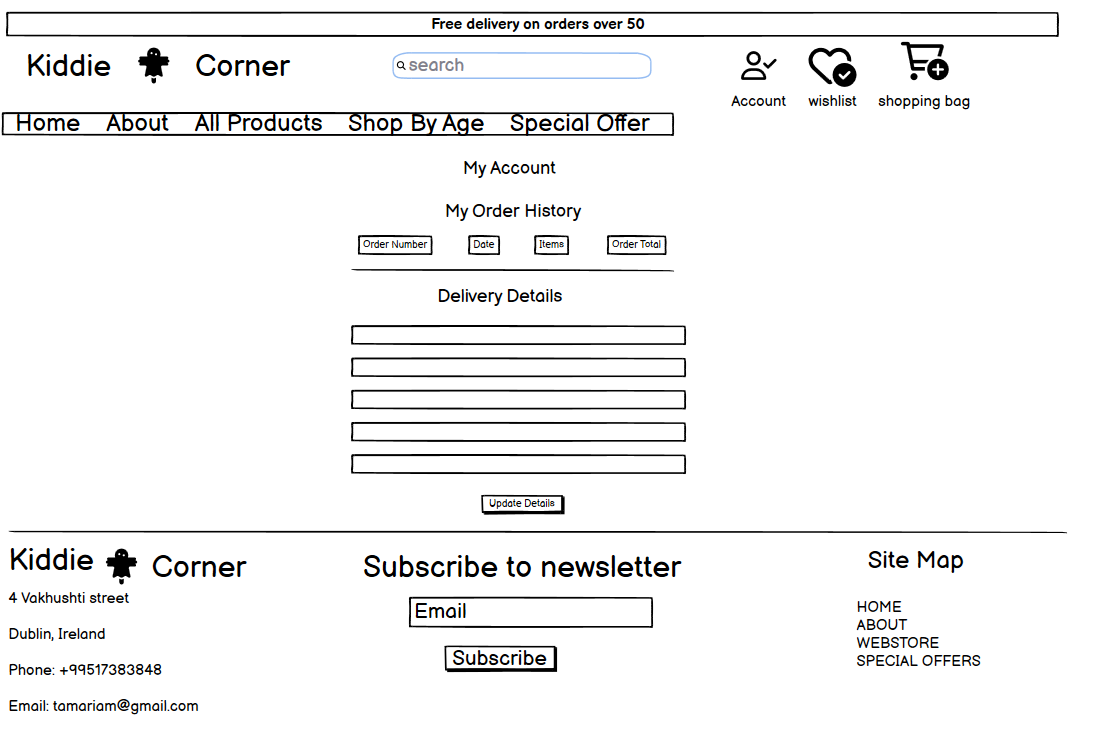 Free delivery on orders over 50
Kiddie Corner
search
Account wishlist shopping bag
Home About All Products Shop By Age Special Offer
My Account
My Order History
Order Number Date Items Order Total
Delivery Details
Update Details
Kiddie Corner
4 Vakhushti street
Dublin, Ireland
Phone: +99517383848
Email: tamariam@gmail.com
Subscribe to newsletter
Email
Subscribe
Site Map
HOME
ABOUT
WEBSTORE
SPECIAL OFFERS